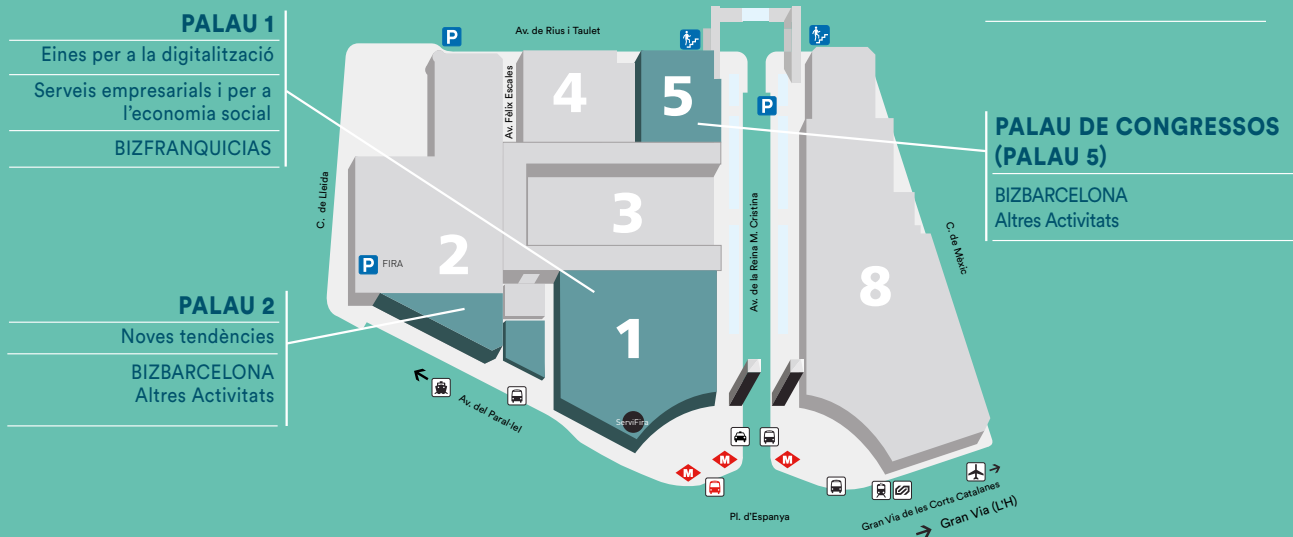 PALAU 1
Eines per a la digitalització
Serveis empresarials i per a
l'economia social
BIZFRANQUICIAS
PALAU 2
Noves tendències
BIZBARCELONA
Altres Activitats
PALAU DE CONGRESSOS
(PALAU 5)
BIZBARCELONA
Altres Activitats
P
Av. de Rius i Taulet
Av. Fèlix Escales
4
5
P
C. de Lleida
3
Av. de la Reina M. Cristina
C. de Mèxic
2
P FIRA
8
1
ServiFira
Av. del Paral·lel
M
M
M
Pl. d'Espanya
Gran Via de les Corts Catalanes
Gran Via (L'H)